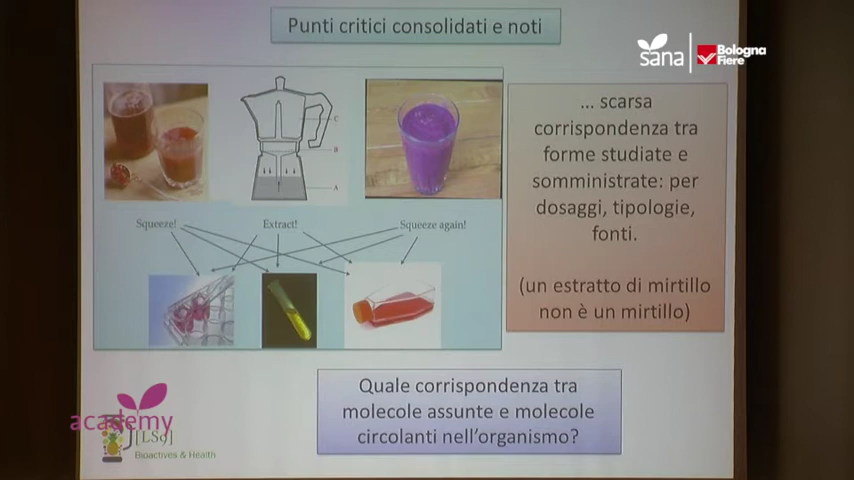 Punti critici consolidati e noti
sana
Bologna
Fiere
C
B
A
Squeeze!
Extract!
Squeeze again!
... scarsa
corrispondenza tra
forme studiate e
somministrate: per
dosaggi, tipologie,
fonti.
(un estratto di mirtillo
non è un mirtillo)
Quale corrispondenza tra
molecole assunte e molecole
circolanti nell'organismo?
academy
[LS9]
Bioactives & Health